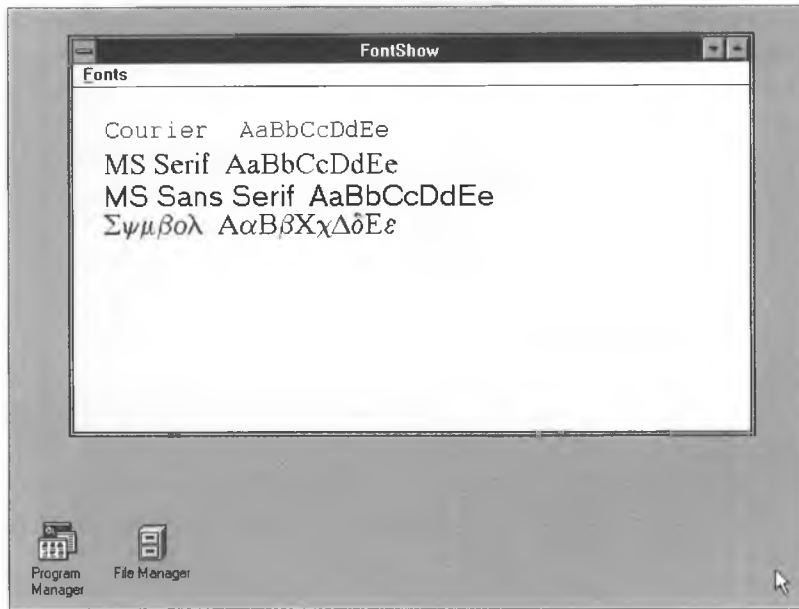 FontShow
Fonts
Courier AaBbCcDdEe
MS Serif AaBbCcDdEe
MS Sans Serif AaBbCcDdEe
Σψμβολ ΑαΒβΧχΔδΕε
Program
Manager
File Manager